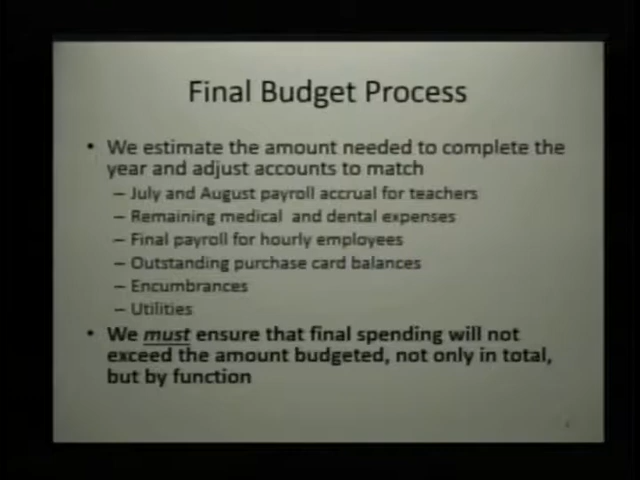 Final Budget Process
• We estimate the amount needed to complete the
year and adjust accounts to match
– July and August payroll accrual for teachers
– Remaining medical and dental expenses
– Final payroll for hourly employees
– Outstanding purchase card balances
– Encumbrances
– Utilities
• We must ensure that final spending will not
exceed the amount budgeted, not only in total,
but by function